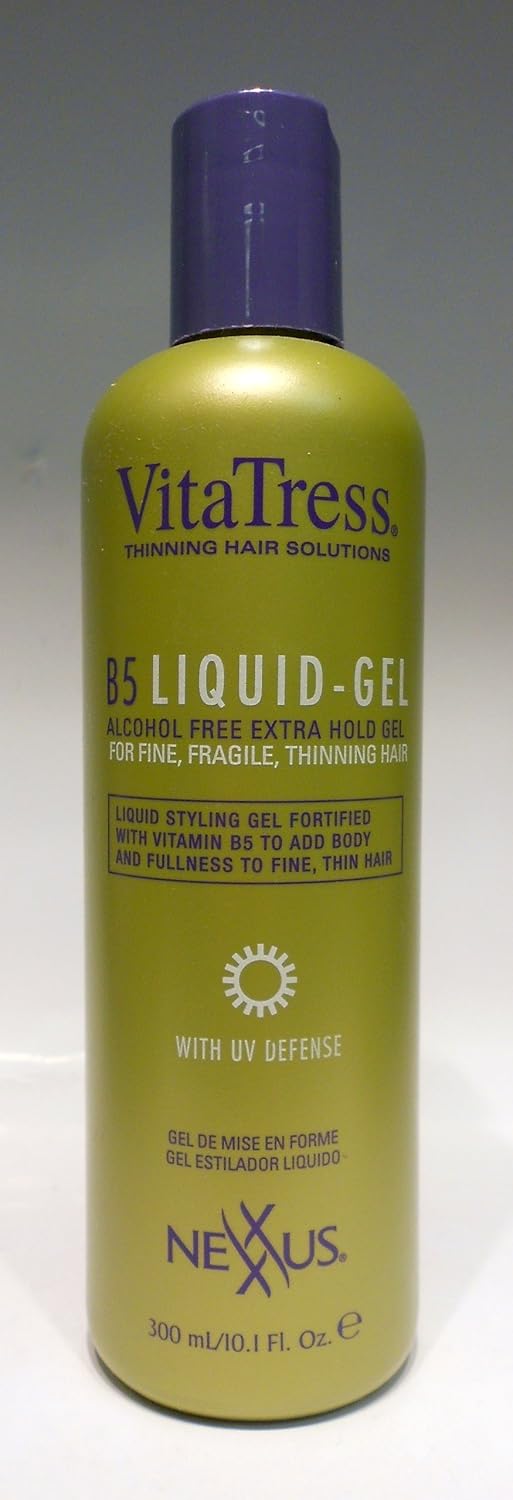 VitaTress®
THINNING HAIR SOLUTIONS
B5 LIQUID-GEL
ALCOHOL FREE EXTRA HOLD GEL
FOR FINE, FRAGILE, THINNING HAIR
LIQUID STYLING GEL FORTIFIED
WITH VITAMIN B5 TO ADD BODY
AND FULLNESS TO FINE, THIN HAIR
WITH UV DEFENSE
GEL DE MISE EN FORME
GEL ESTILADOR LIQUIDO
NEXXUS®
300 mL/10.1 Fl. Oz. ℮